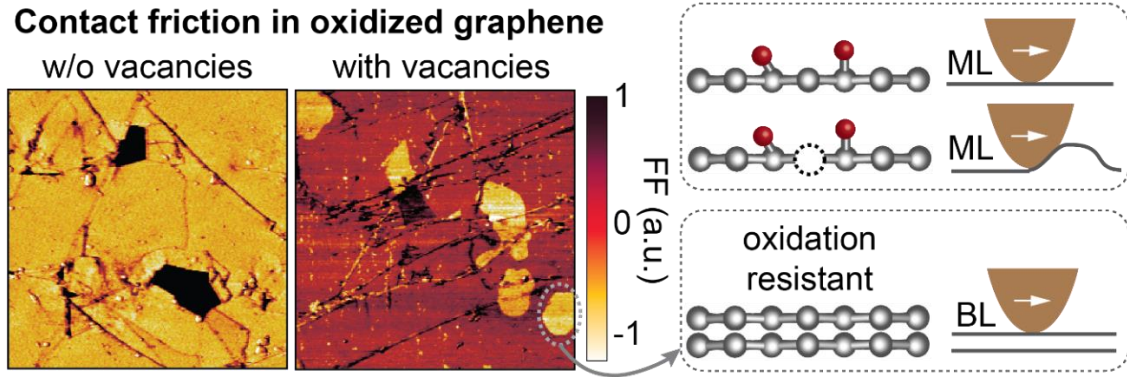 Contact friction in oxidized graphene
w/o vacancies
with vacancies
1
0
-1
FF (a.u.)
ML
ML
oxidation
resistant
BL